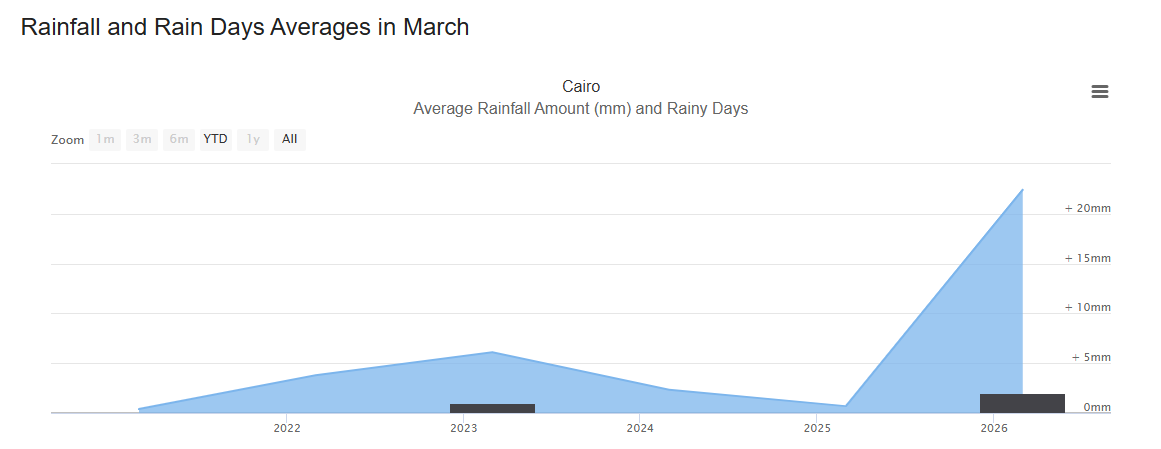 Rainfall and Rain Days Averages in March
Cairo
Average Rainfall Amount (mm) and Rainy Days
Zoom 1m 3m 6m YTD 1y All
+ 20mm
+ 15mm
+ 10mm
+ 5mm
0mm
2022 2023 2024 2025 2026